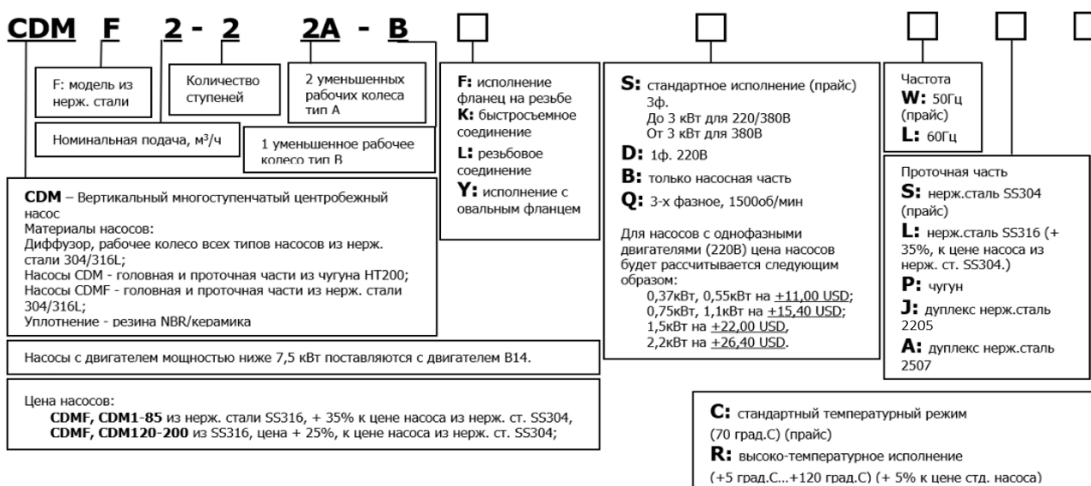 CDM F 2 - 2 2A - B
F: модель из
нерж. стали
Количество
ступеней
2 уменьшенных
рабочих колеса
тип А
Номинальная подача, м³/ч
1 уменьшенное рабочее
колесо тип В
CDM – Вертикальный многоступенчатый центробежный
насос
Материалы насосов:
Диффузор, рабочее колесо всех типов насосов из нерж.
стали 304/316L;
Насосы CDM - головная и проточная части из чугуна HT200;
Насосы CDMF - головная и проточная части из нерж. стали
304/316L;
Уплотнение - резина NBR/керамика
Насосы с двигателем мощностью ниже 7,5 кВт поставляются с двигателем В14.
Цена насосов:
CDMF, CDM1-85 из нерж. стали SS316, + 35% к цене насоса из нерж. ст. SS304,
CDMF, CDM120-200 из SS316, цена + 25%, к цене насоса из нерж. ст. SS304;
F: исполнение
фланец на резьбе
K: быстросъемное
соединение
L: резьбовое
соединение
Y: исполнение с
овальным фланцем
S: стандартное исполнение (прайс)
3ф.
До 3 кВт для 220/380В
От 3 кВт для 380В
D: 1ф. 220В
B: только насосная часть
Q: 3-х фазное, 1500об/мин
Для насосов с однофазными
двигателями (220В) цена насосов
будет рассчитывается следующим
образом:
0,37кВт, 0,55кВт на +11,00 USD;
0,75кВт, 1,1кВт на +15,40 USD;
1,5кВт на +22,00 USD,
2,2кВт на +26,40 USD.
Частота
W: 50Гц
(прайс)
L: 60Гц
Проточная часть
S: нерж.сталь SS304
(прайс)
L: нерж.сталь SS316 (+
35%, к цене насоса из
нерж. ст. SS304.)
P: чугун
J: дуплекс нерж.сталь
2205
A: дуплекс нерж.сталь
2507
C: стандартный температурный режим
(70 град.С) (прайс)
R: высоко-температурное исполнение
(+5 град.С...+120 град.С) (+ 5% к цене стд. насоса)